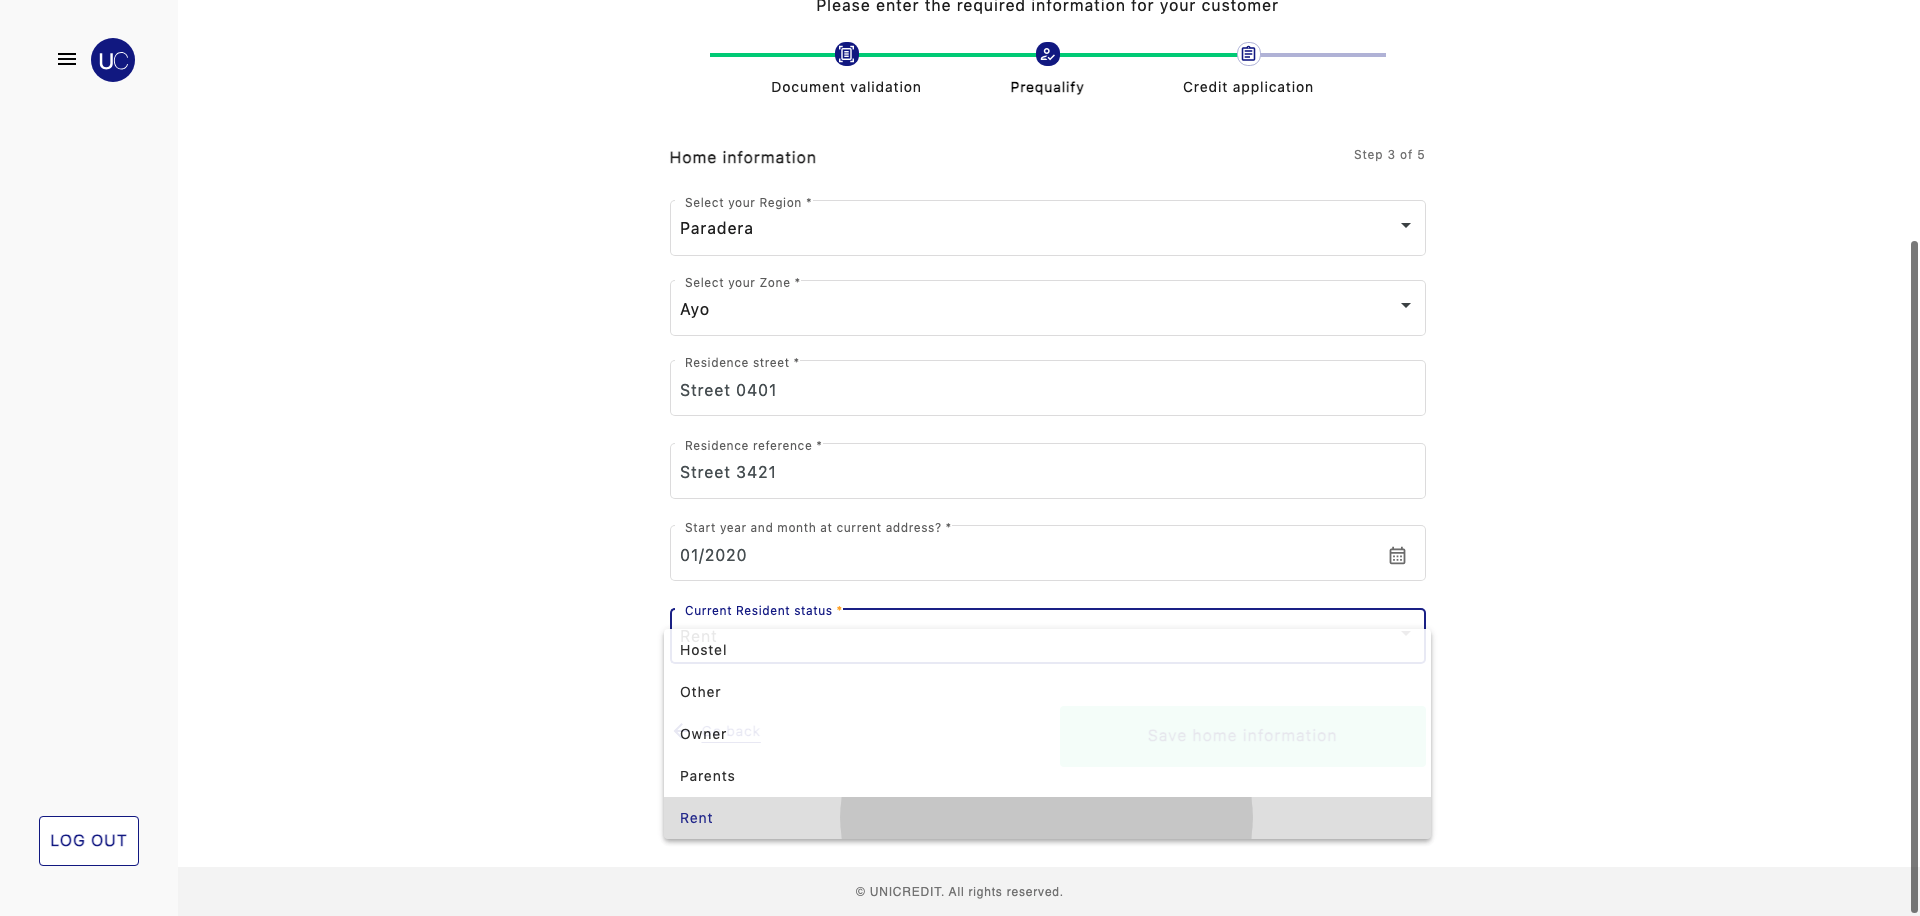 Please enter the required information for your customer
UC
Document validation
Prequalify
Credit application
Home information
Step 3 of 5
Select your Region *
Paradera
Select your Zone *
Ayo
Residence street *
Street 0401
Residence reference *
Street 3421
Start year and month at current address? *
01/2020
Current Resident status *
Rent
Hostel
Other
Go back
Owner
Save home information
Parents
Rent
LOG OUT
© UNICREDIT. All rights reserved.